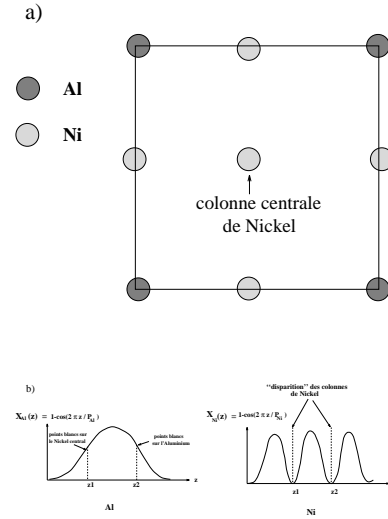 a)
Al
Ni
colonne centrale
de Nickel
b)
X_Al (z) = 1-cos(2 π z / P_Al)
points blancs sur
le Nickel central
points blancs
sur l'Aluminium
z
z1
z2
Al
"disparition" des colonnes
de Nickel
X_Ni (z) = 1-cos(2 π z / P_Ni)
z1
z2
Ni